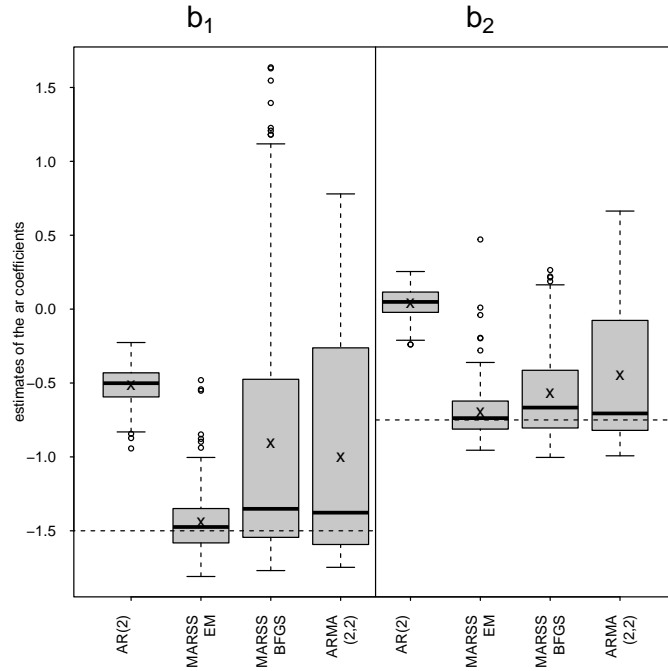 b1
b2
estimates of the ar coefficients
1.5
1.0
0.5
0.0
−0.5
−1.0
−1.5
x
x
x
x
x
x
x
x
AR(2)
MARSS
EM
MARSS
BFGS
ARMA
(2,2)
AR(2)
MARSS
EM
MARSS
BFGS
ARMA
(2,2)